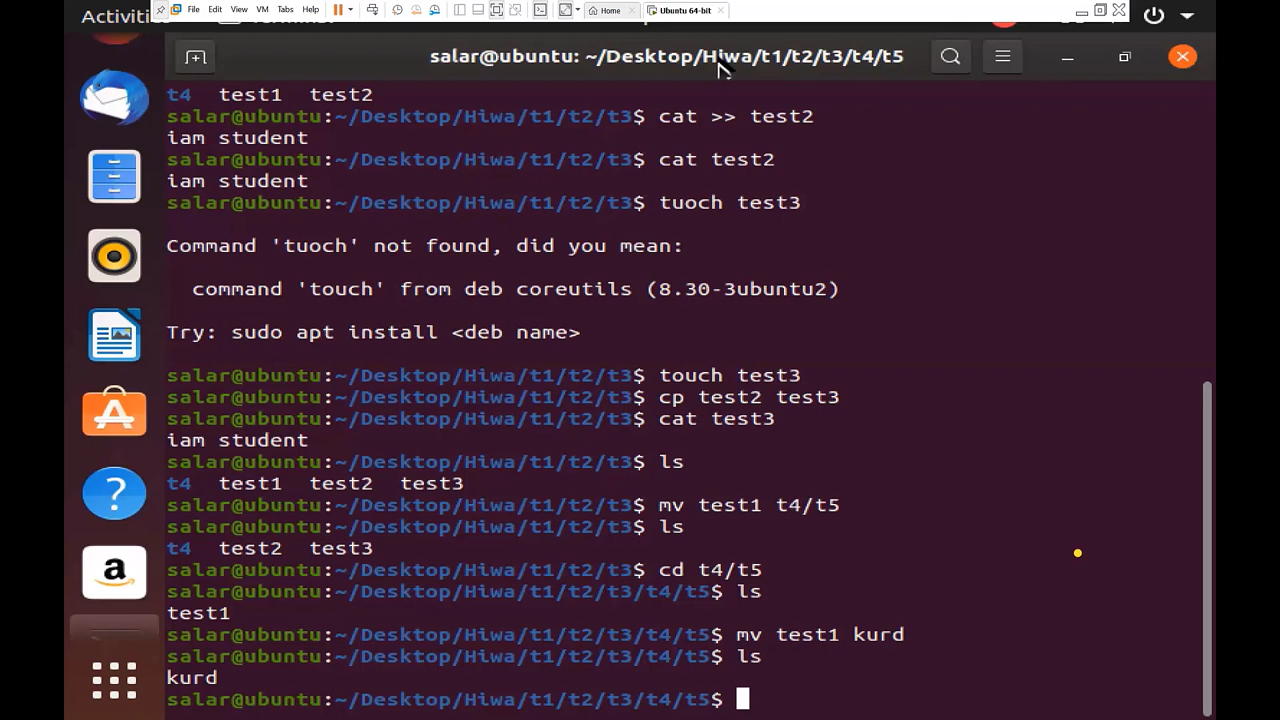 Activities
File Edit View VM Tabs Help
Home
Ubuntu 64-bit
salar@ubuntu: ~/Desktop/Hiwa/t1/t2/t3/t4/t5
t4 test1 test2
salar@ubuntu:~/Desktop/Hiwa/t1/t2/t3$ cat >> test2
iam student
salar@ubuntu:~/Desktop/Hiwa/t1/t2/t3$ cat test2
iam student
salar@ubuntu:~/Desktop/Hiwa/t1/t2/t3$ tuoch test3
Command 'tuoch' not found, did you mean:
command 'touch' from deb coreutils (8.30-3ubuntu2)
Try: sudo apt install <deb name>
salar@ubuntu:~/Desktop/Hiwa/t1/t2/t3$ touch test3
salar@ubuntu:~/Desktop/Hiwa/t1/t2/t3$ cp test2 test3
salar@ubuntu:~/Desktop/Hiwa/t1/t2/t3$ cat test3
iam student
salar@ubuntu:~/Desktop/Hiwa/t1/t2/t3$ ls
t4 test1 test2 test3
salar@ubuntu:~/Desktop/Hiwa/t1/t2/t3$ mv test1 t4/t5
salar@ubuntu:~/Desktop/Hiwa/t1/t2/t3$ ls
t4 test2 test3
salar@ubuntu:~/Desktop/Hiwa/t1/t2/t3$ cd t4/t5
salar@ubuntu:~/Desktop/Hiwa/t1/t2/t3/t4/t5$ ls
test1
salar@ubuntu:~/Desktop/Hiwa/t1/t2/t3/t4/t5$ mv test1 kurd
salar@ubuntu:~/Desktop/Hiwa/t1/t2/t3/t4/t5$ ls
kurd
salar@ubuntu:~/Desktop/Hiwa/t1/t2/t3/t4/t5$